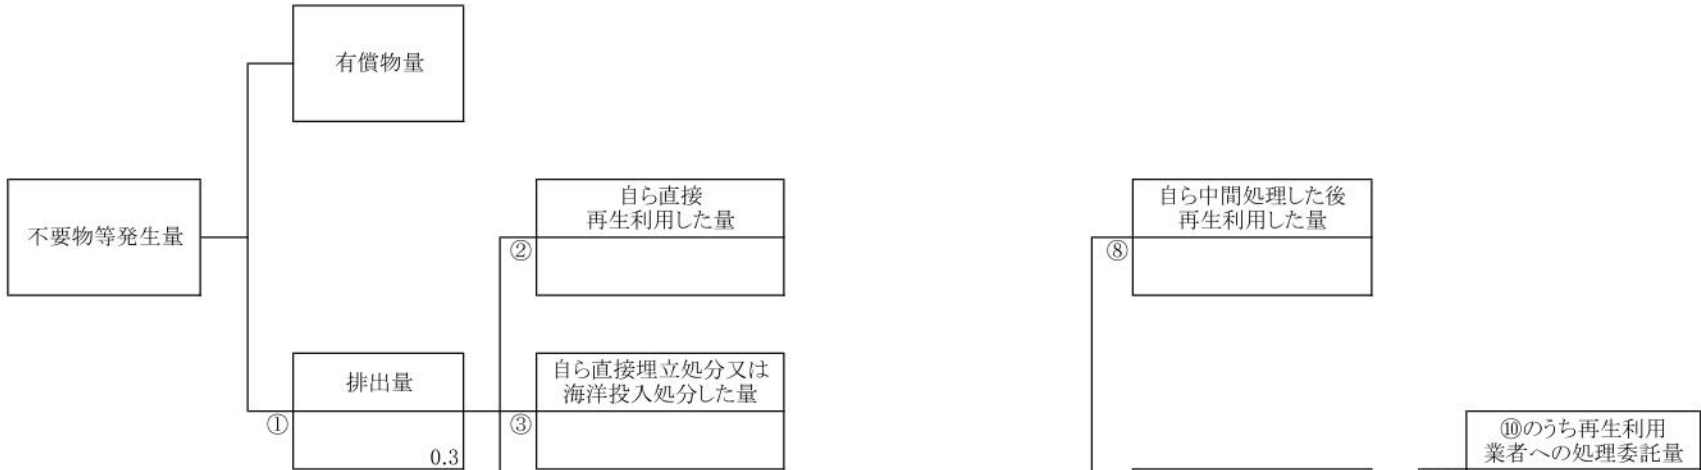 有償物量
不要物等発生量
自ら直接
再生利用した量
②
自ら中間処理した後
再生利用した量
⑧
排出量
①
0.3
自ら直接埋立処分又は
海洋投入処分した量
③
⑩のうち再生利用
業者への処理委託量